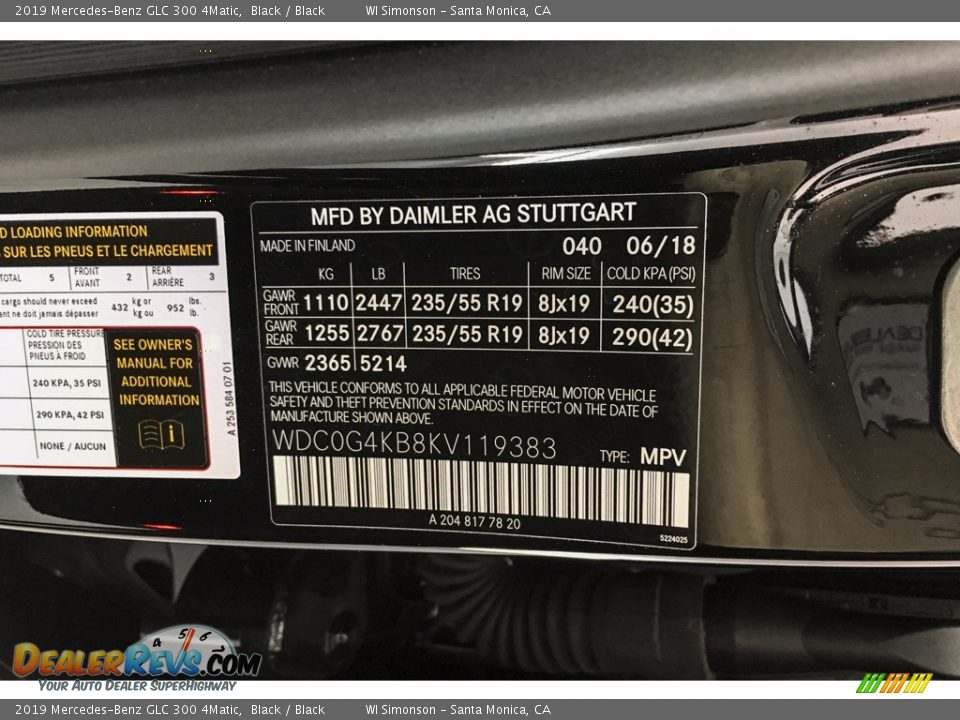 2019 Mercedes-Benz GLC 300 4Matic, Black / Black WI Simonson - Santa Monica, CA
D LOADING INFORMATION
SUR LES PNEUS ET LE CHARGEMENT
TOTAL 5 FRONT AVANT 2 REAR ARRIÈRE 3
cargo should never exceed 432 kg or 952 lbs.
ent ne doit jamais dépasser kg ou lb.
COLD TIRE PRESSURE
PRESSION DES
PNEUS À FROID
240 KPA, 35 PSI
290 KPA, 42 PSI
NONE / AUCUN
SEE OWNER'S
MANUAL FOR
ADDITIONAL
INFORMATION
A 253 584 07 01
MFD BY DAIMLER AG STUTTGART
MADE IN FINLAND 040 06/18
KG LB TIRES RIM SIZE COLD KPA(PSI)
GAWR FRONT 1110 2447 235/55 R19 8Jx19 240(35)
GAWR REAR 1255 2767 235/55 R19 8Jx19 290(42)
GWR 2365 5214
THIS VEHICLE CONFORMS TO ALL APPLICABLE FEDERAL MOTOR VEHICLE
SAFETY AND THEFT PREVENTION STANDARDS IN EFFECT ON THE DATE OF
MANUFACTURE SHOWN ABOVE.
WDC0G4KB8KV119383 TYPE: MPV
A 204 817 78 20
5224025
4 5 6
DEALERREVS.COM
YOUR AUTO DEALER SUPERHIGHWAY
2019 Mercedes-Benz GLC 300 4Matic, Black / Black WI Simonson - Santa Monica, CA